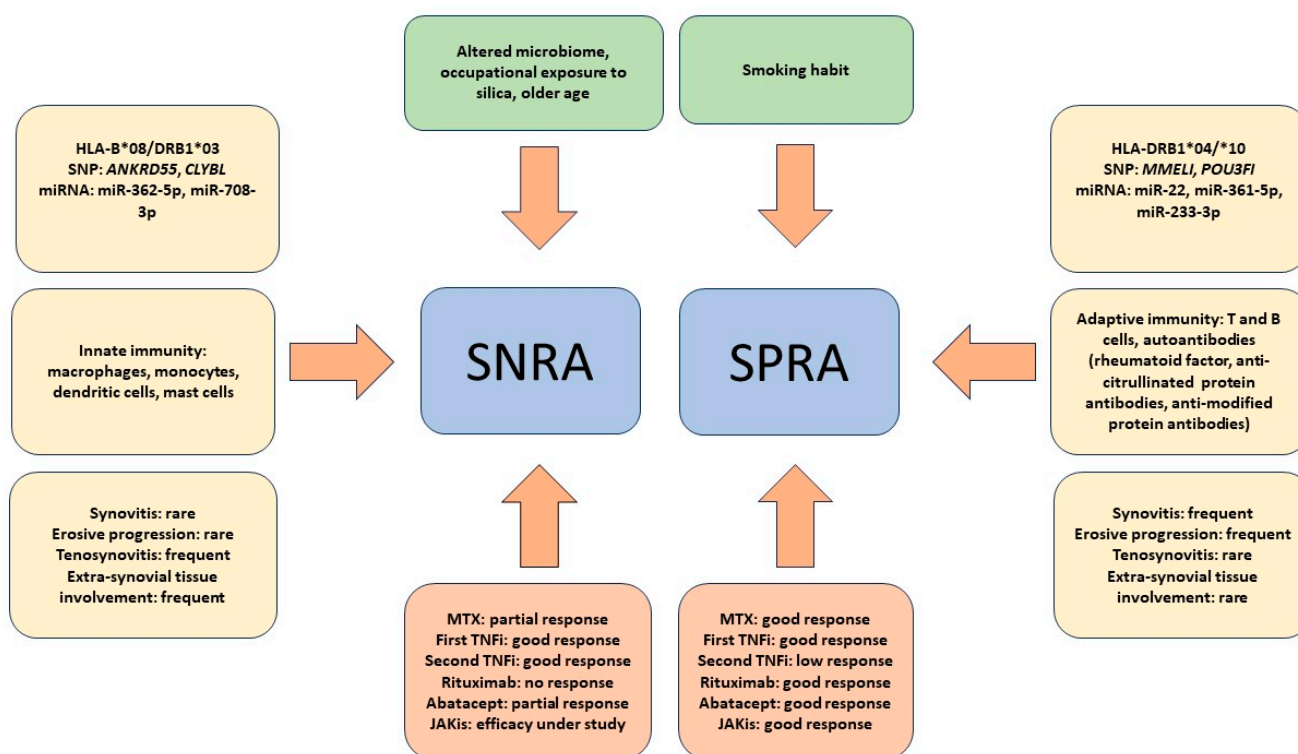 Altered microbiome,
occupational exposure to
silica, older age
Smoking habit
HLA-B*08/DRB1*03
SNP: ANKRD55, CLYBL
miRNA: miR-362-5p, miR-708-
3p
HLA-DRB1*04/*10
SNP: MMELI, POU3FI
miRNA: miR-22, miR-361-5p,
miR-233-3p
Innate immunity:
macrophages, monocytes,
dendritic cells, mast cells
SNRA
SPRA
Adaptive immunity: T and B
cells, autoantibodies
(rheumatoid factor, anti-
citrullinated protein
antibodies, anti-modified
protein antibodies)
Synovitis: rare
Erosive progression: rare
Tenosynovitis: frequent
Extra-synovial tissue
involvement: frequent
MTX: partial response
First TNFi: good response
Second TNFi: good response
Rituximab: no response
Abatacept: partial response
JAKis: efficacy under study
MTX: good response
First TNFi: good response
Second TNFi: low response
Rituximab: good response
Abatacept: good response
JAKis: good response
Synovitis: frequent
Erosive progression: frequent
Tenosynovitis: rare
Extra-synovial tissue
involvement: rare